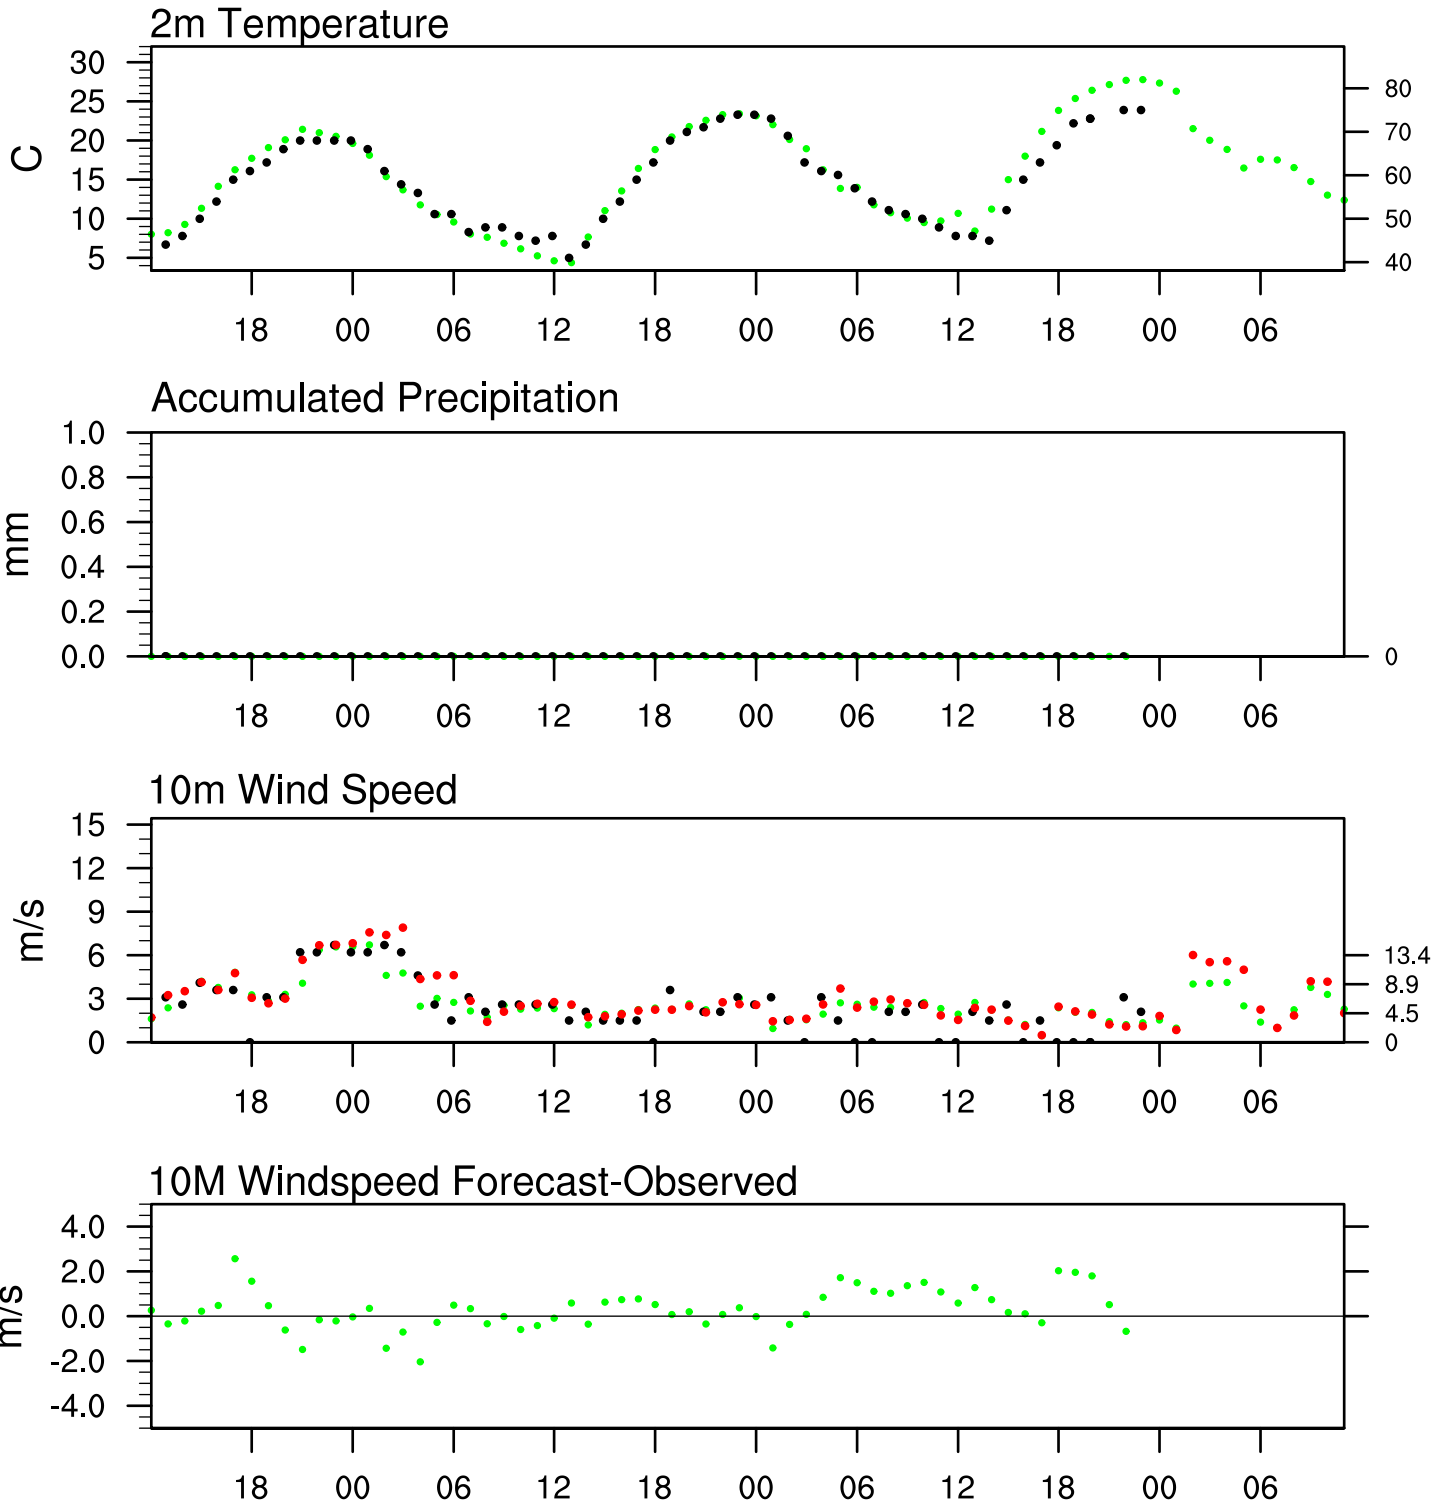 2m Temperature
30
25
20
15
10
5
C
80
70
60
50
40
18 00 06 12 18 00 06 12 18 00 06
Accumulated Precipitation
1.0
0.8
0.6
0.4
0.2
0.0
mm
0
18 00 06 12 18 00 06 12 18 00 06
10m Wind Speed
15
12
9
6
3
0
m/s
13.4
8.9
4.5
0
18 00 06 12 18 00 06 12 18 00 06
10M Windspeed Forecast-Observed
4.0
2.0
0.0
-2.0
-4.0
m/s
18 00 06 12 18 00 06 12 18 00 06